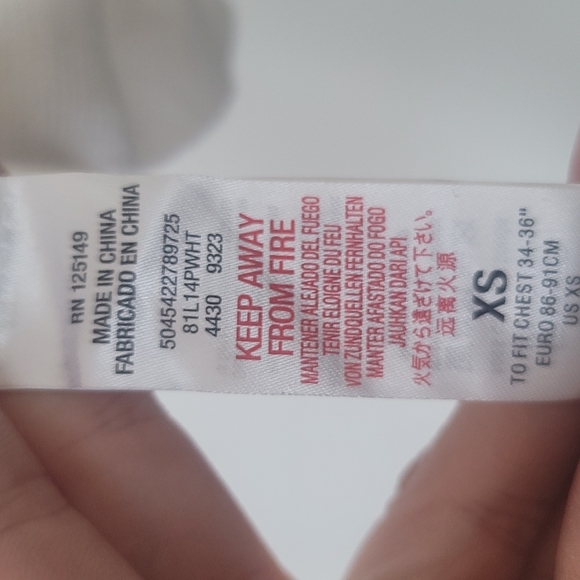 RN 125149
MADE IN CHINA
FABRICADO EN CHINA
5045422789725
81L14PWHT
4430 9323
KEEP AWAY
FROM FIRE
MANTENER ALEJADO DEL FUEGO
TENIR ELOIGNE DU FEU
VON ZUNDQUELLEN FERNHALTEN
MANTER AFASTADO DO FOGO
JAUHKAN DARI API
火気から遠ざけて下さい。
远离火源
XS
TO FIT CHEST 34-36"
EURO 86-91CM
US XS